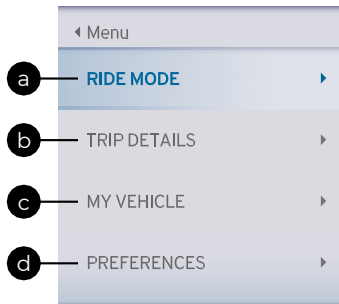 Menu
a RIDE MODE
b TRIP DETAILS
c MY VEHICLE
d PREFERENCES